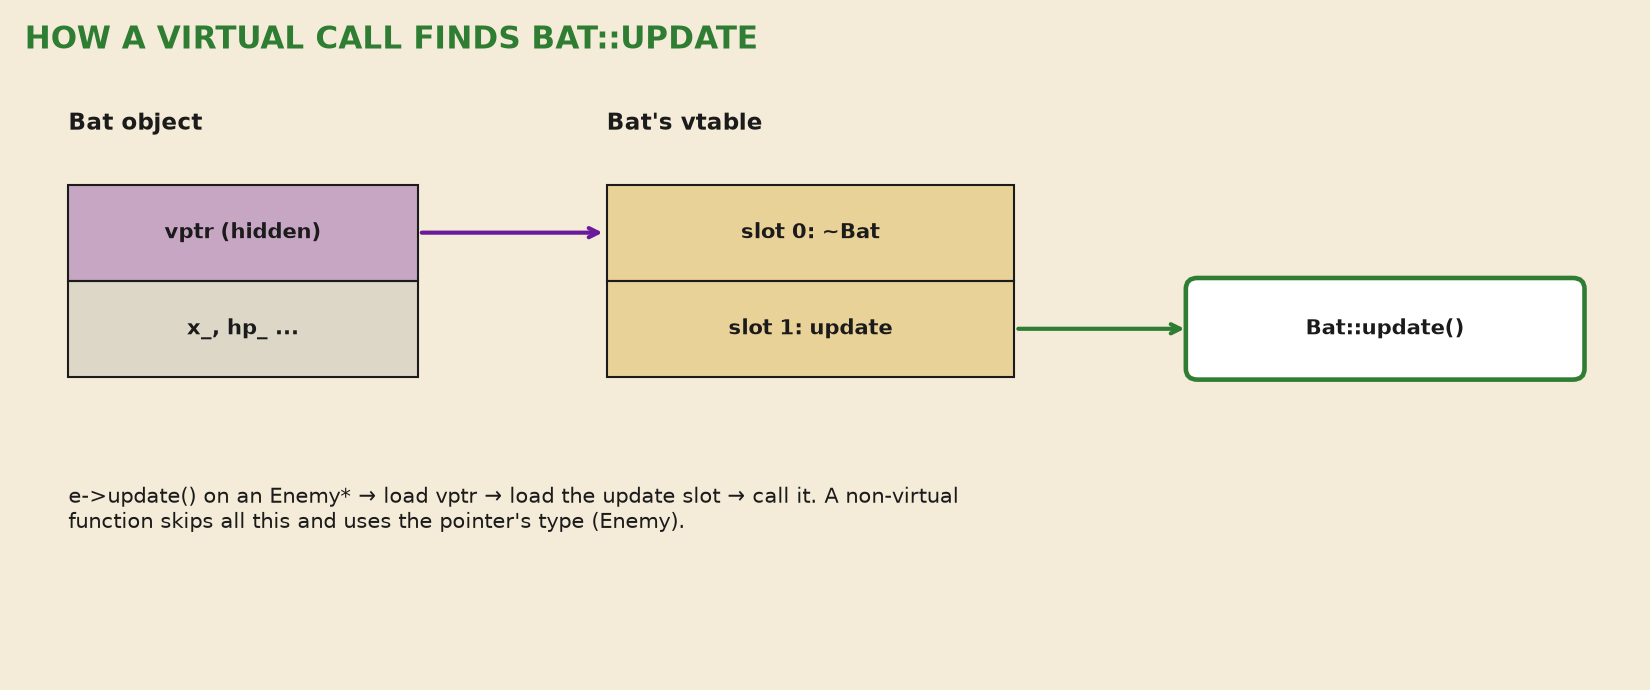 HOW A VIRTUAL CALL FINDS BAT::UPDATE
Bat object
Bat's vtable
vptr (hidden)
slot 0: ~Bat
x_, hp_ ...
slot 1: update
Bat::update()
e->update() on an Enemy* → load vptr → load the update slot → call it. A non-virtual
function skips all this and uses the pointer's type (Enemy).